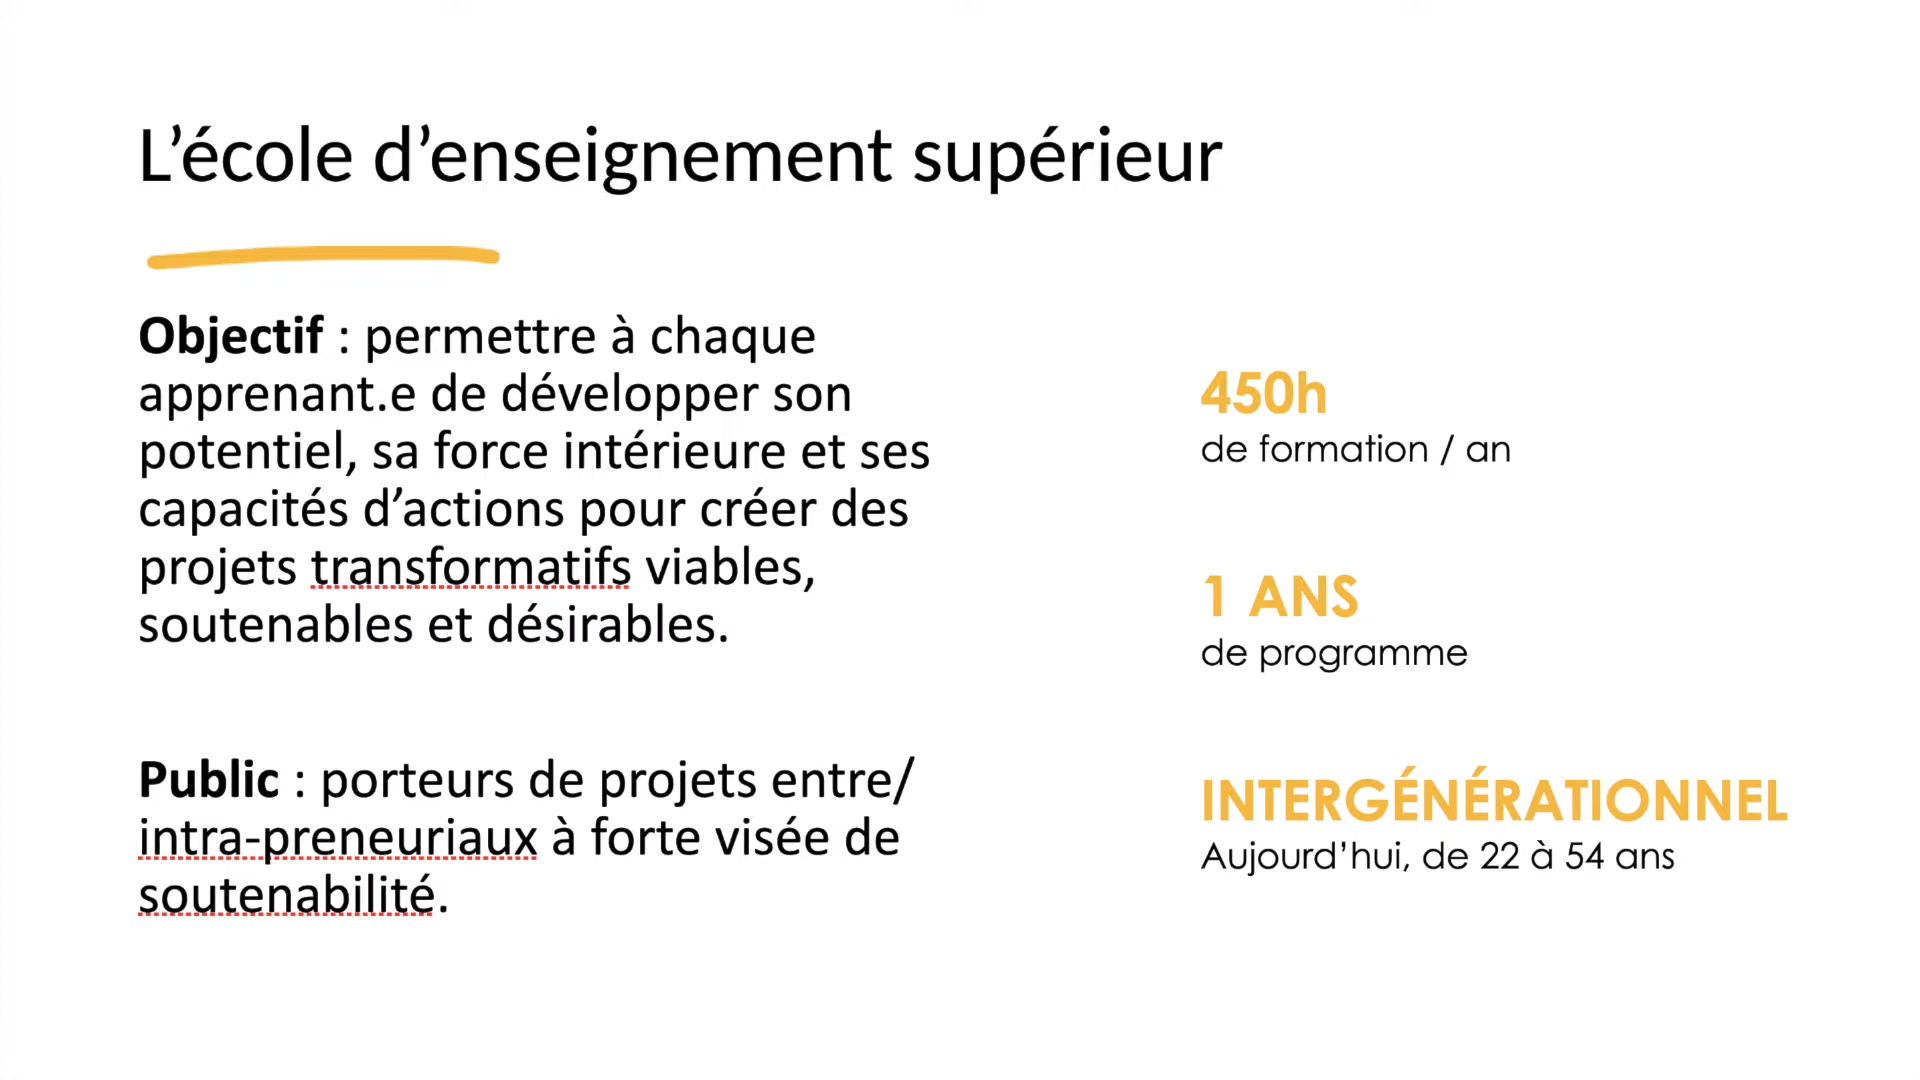 L’école d’enseignement supérieur
Objectif : permettre à chaque
apprenant.e de développer son
potentiel, sa force intérieure et ses
capacités d’actions pour créer des
projets transformatifs viables,
soutenables et désirables.
Public : porteurs de projets entre/
intra-preneuriaux à forte visée de
soutenabilité.
450h
de formation / an
1 ANS
de programme
INTERGÉNÉRATIONNEL
Aujourd’hui, de 22 à 54 ans